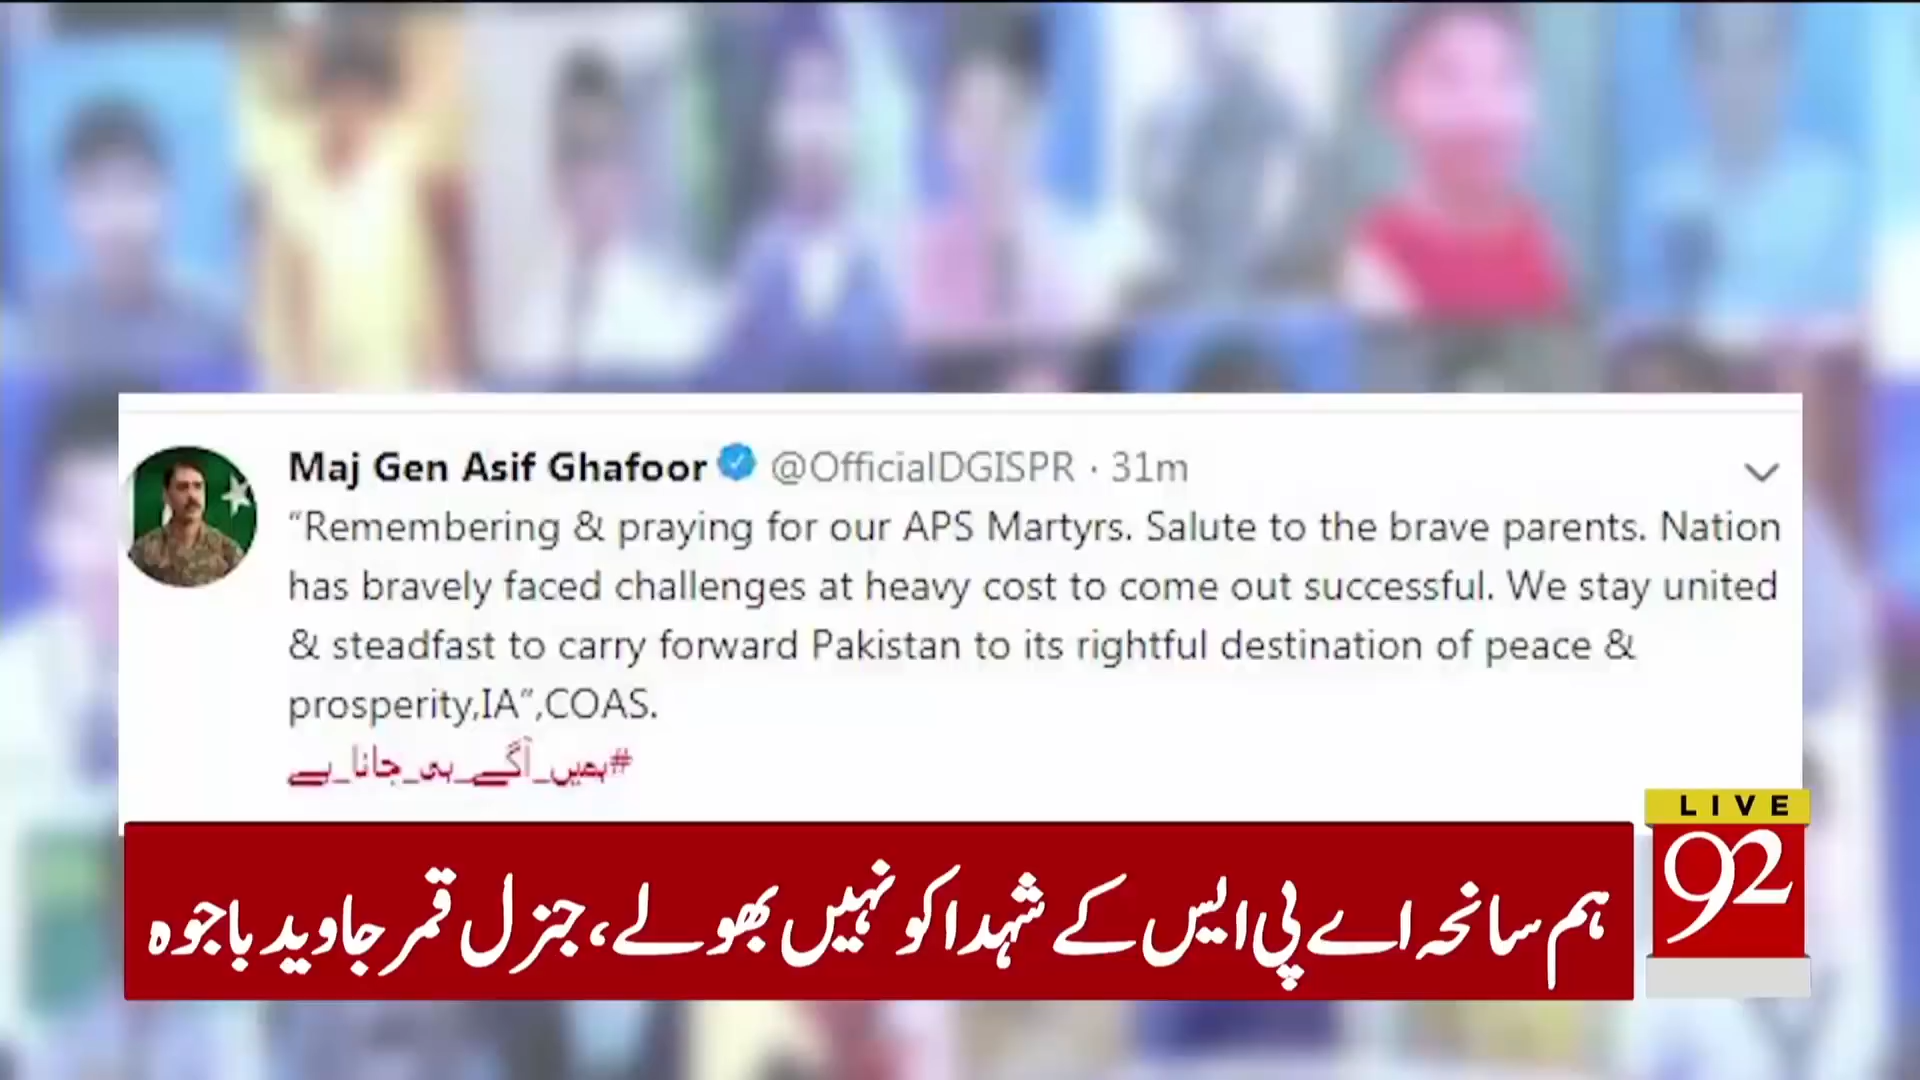 Maj Gen Asif Ghafoor @OfficialDGISPR · 31m
“Remembering & praying for our APS Martyrs. Salute to the brave parents. Nation
has bravely faced challenges at heavy cost to come out successful. We stay united
& steadfast to carry forward Pakistan to its rightful destination of peace &
prosperity,IA”,COAS.
#ہمیں_آگے_ہی_جانا_ہے
LIVE
92
ہم سانحہ اے پی ایس کے شہدا کو نہیں بھولے، جنرل قمر جاوید باجوہ